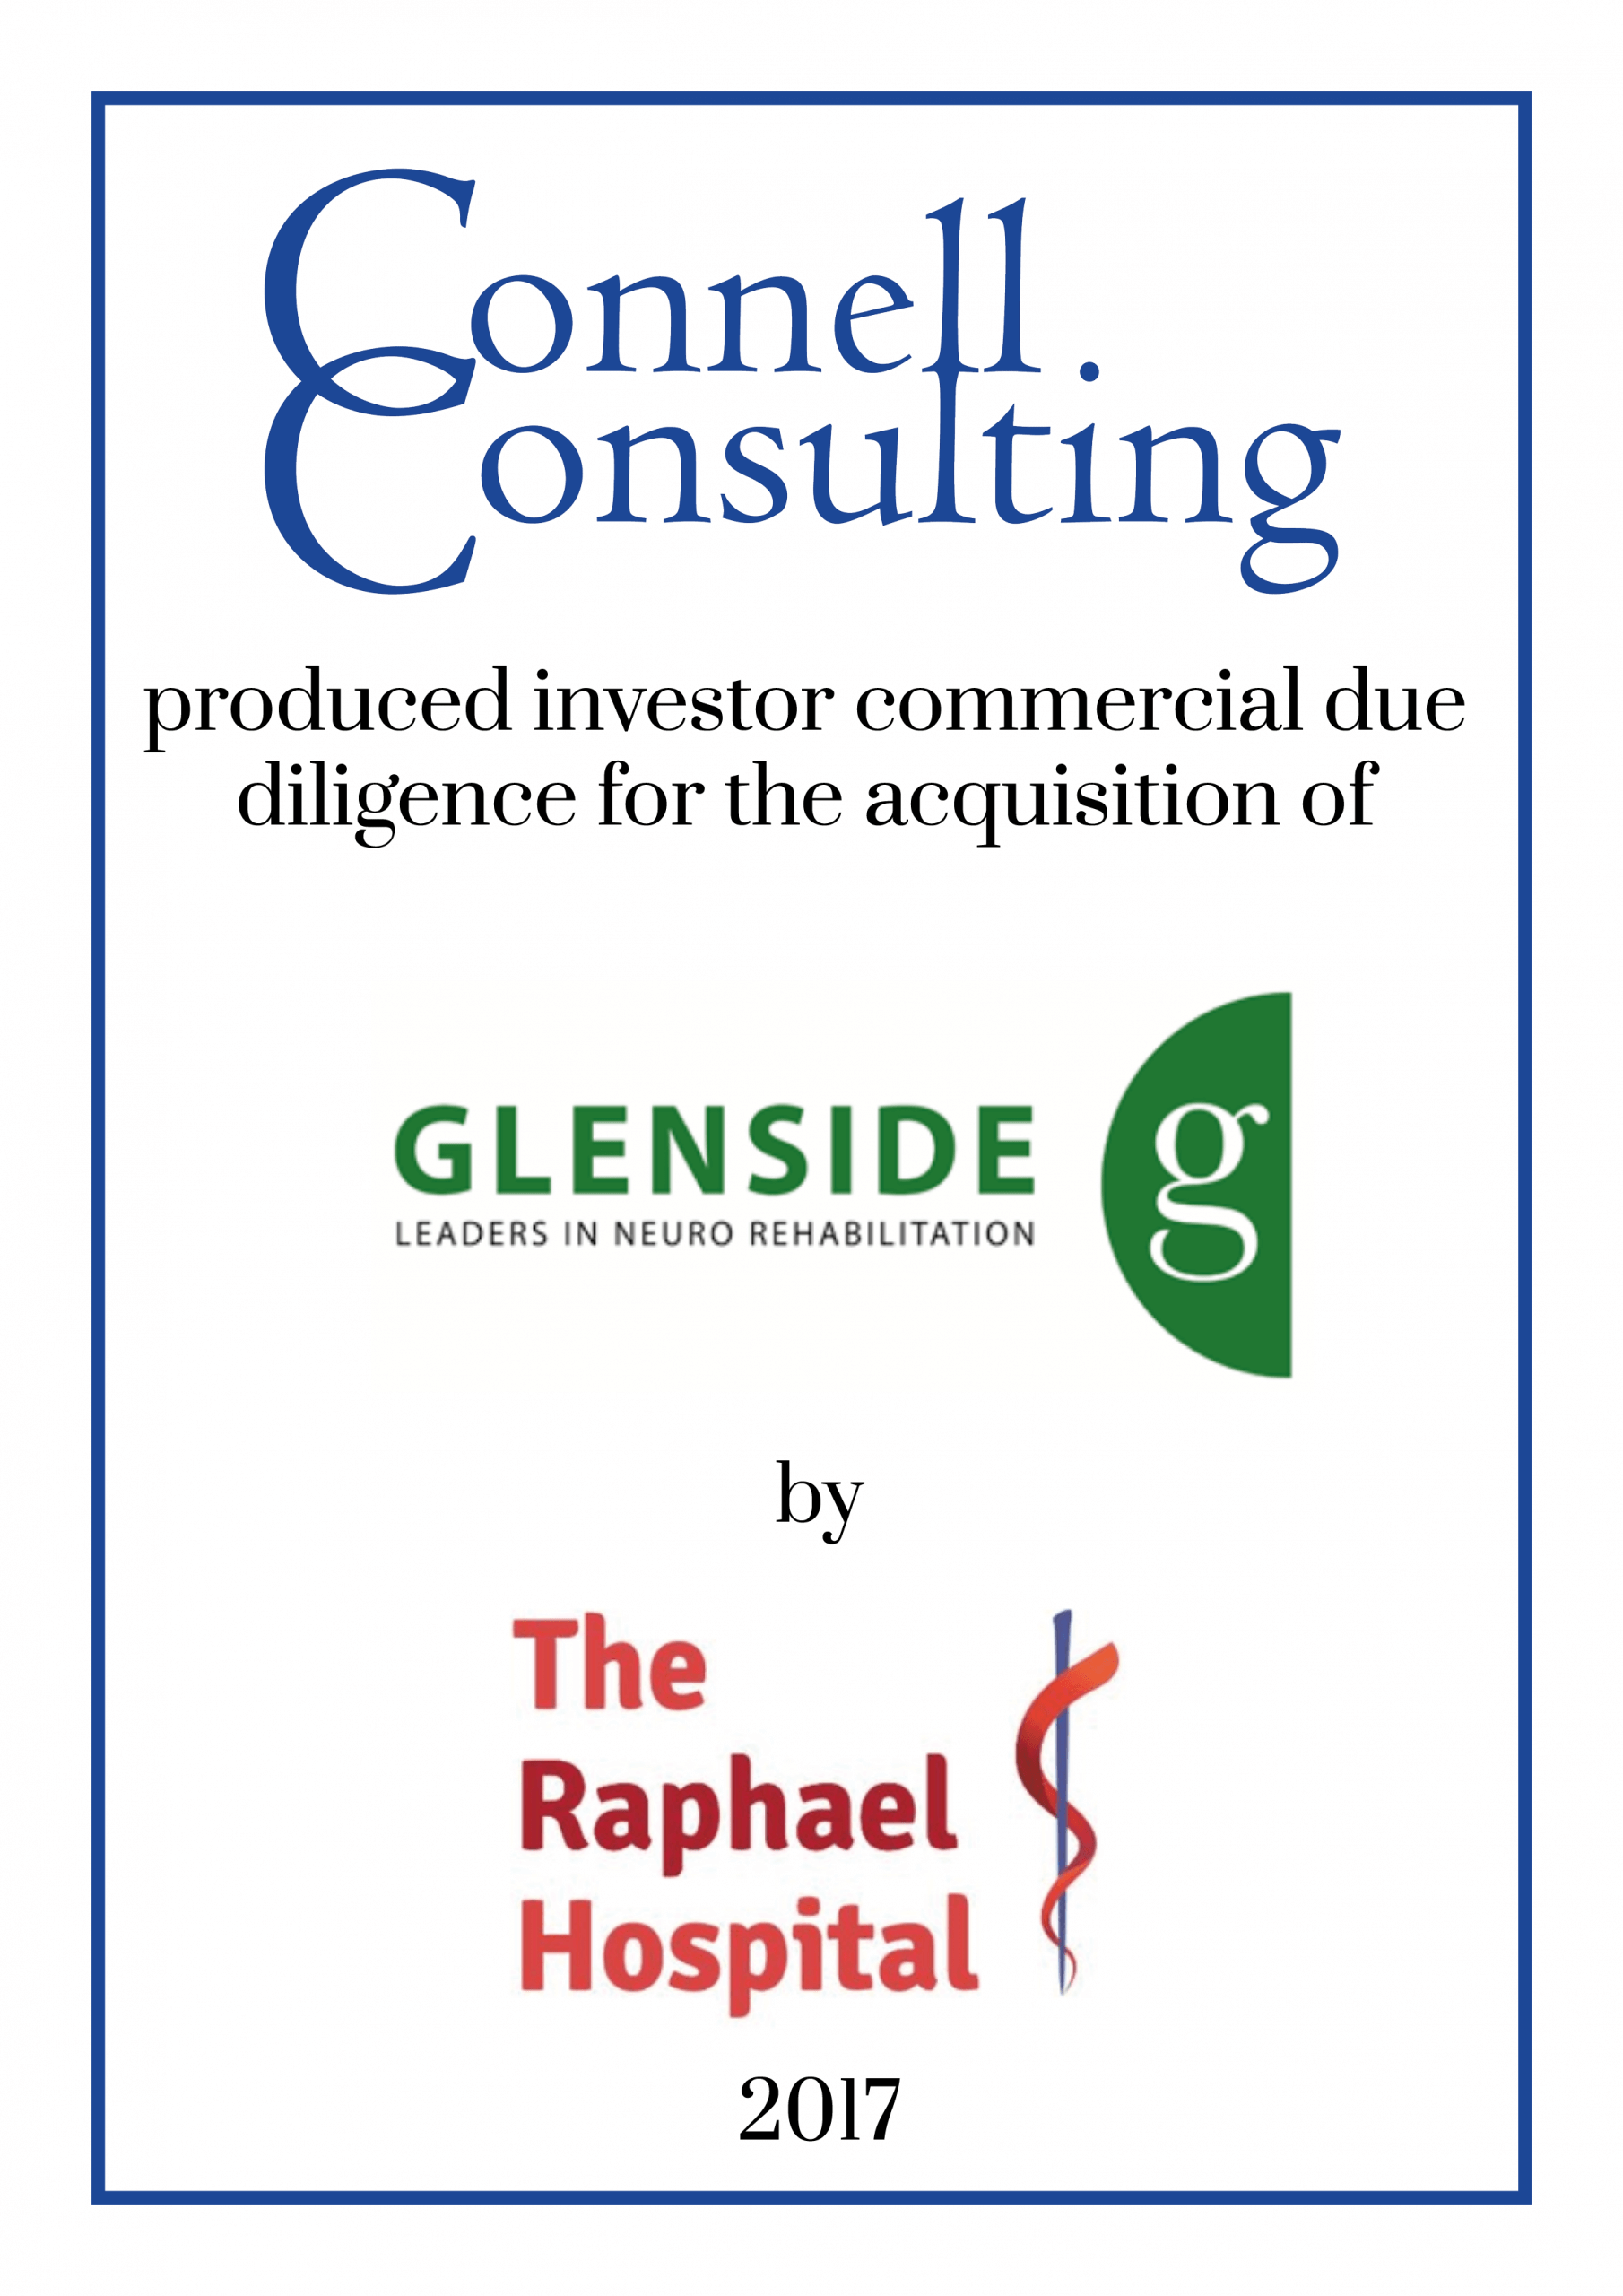 Connell
Consulting
produced investor commercial due
diligence for the acquisition of
GLENSIDE
LEADERS IN NEURO REHABILITATION
g
by
The
Raphael
Hospital
2017